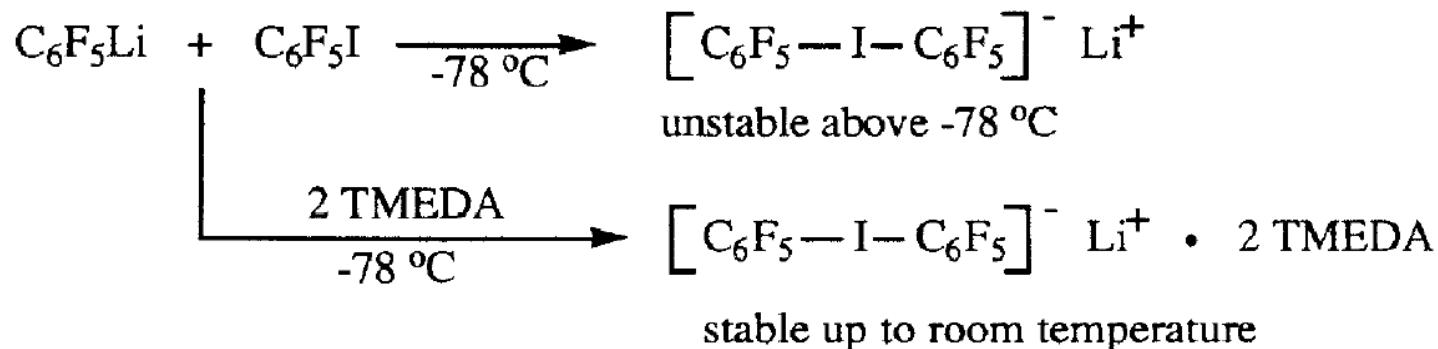 C₆F₅Li + C₆F₅I -78 °C [C₆F₅—I—C₆F₅]⁻ Li⁺
unstable above -78 °C
2 TMEDA
-78 °C [C₆F₅—I—C₆F₅]⁻ Li⁺ • 2 TMEDA
stable up to room temperature